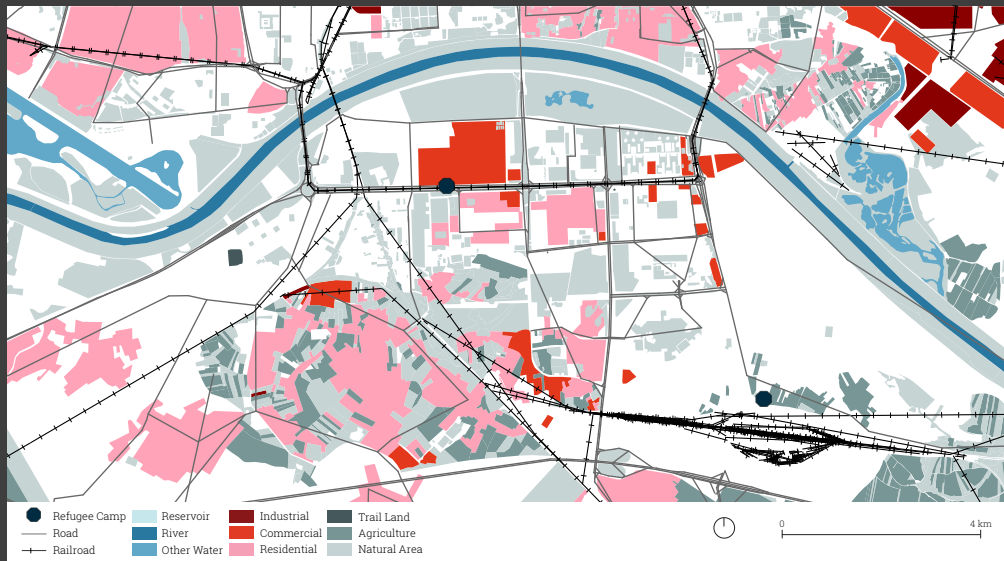 Refugee Camp
Road
Railroad
Reservoir
River
Other Water
Industrial
Commercial
Residential
Trail Land
Agriculture
Natural Area
0 4 km